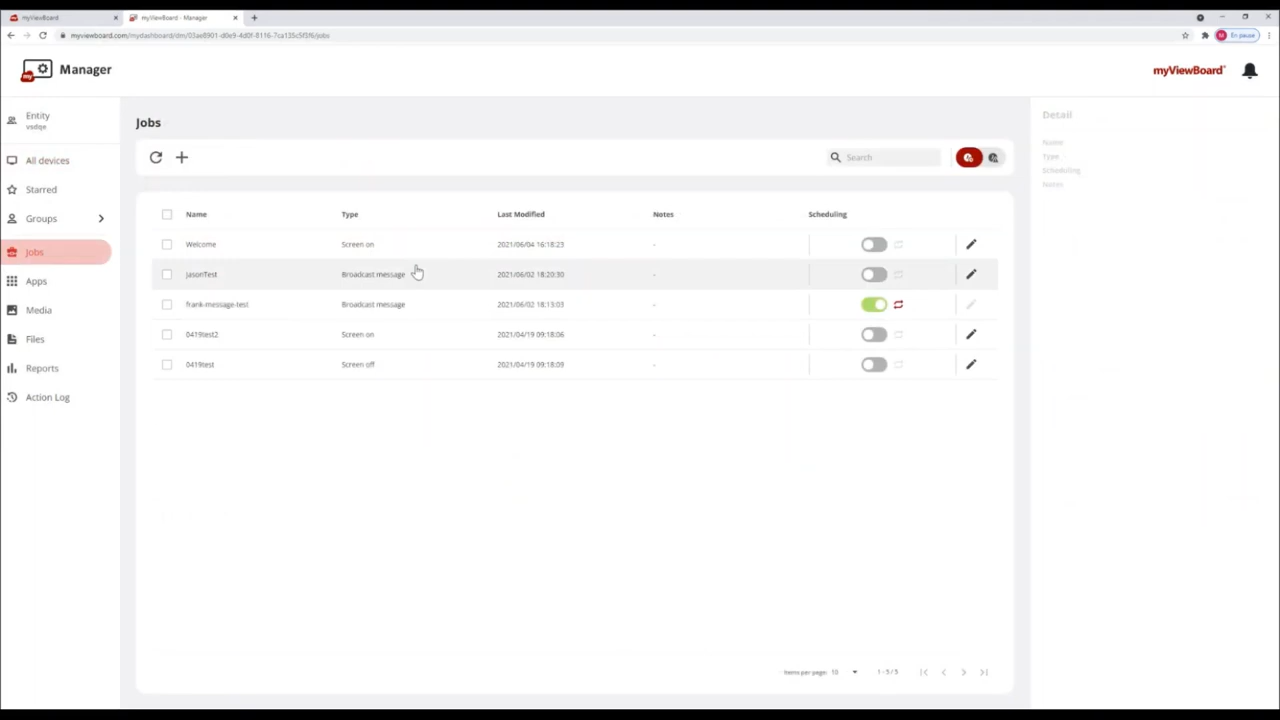 myViewBoard
myViewBoard - Manager
myviewboard.com/mydashboard/dm/03ae8901-d0e9-4d0f-8116-7ca135c5f3f6/jobs
M En pause
my Manager
myViewBoard
Entity
vsdqe
All devices
Starred
Groups
Jobs
Apps
Media
Files
Reports
Action Log
Jobs
Search
Name Type Last Modified Notes Scheduling
Welcome Screen on 2021/06/04 16:18:23 -
JasonTest Broadcast message 2021/06/02 18:20:30 -
frank-message-test Broadcast message 2021/06/02 18:13:03 -
0419test2 Screen on 2021/04/19 09:18:06 -
0419test Screen off 2021/04/19 09:18:09 -
Items per page: 10 1 - 5 / 5
Detail
Name
Type
Scheduling
Notes